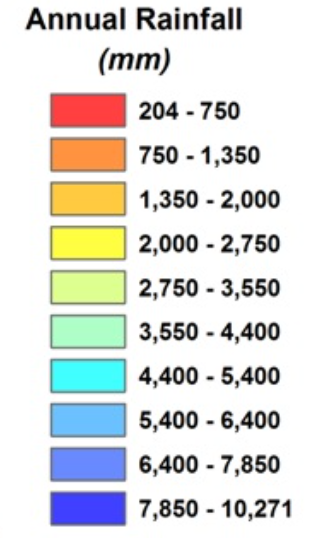 Annual Rainfall
(mm)
204 - 750
750 - 1,350
1,350 - 2,000
2,000 - 2,750
2,750 - 3,550
3,550 - 4,400
4,400 - 5,400
5,400 - 6,400
6,400 - 7,850
7,850 - 10,271